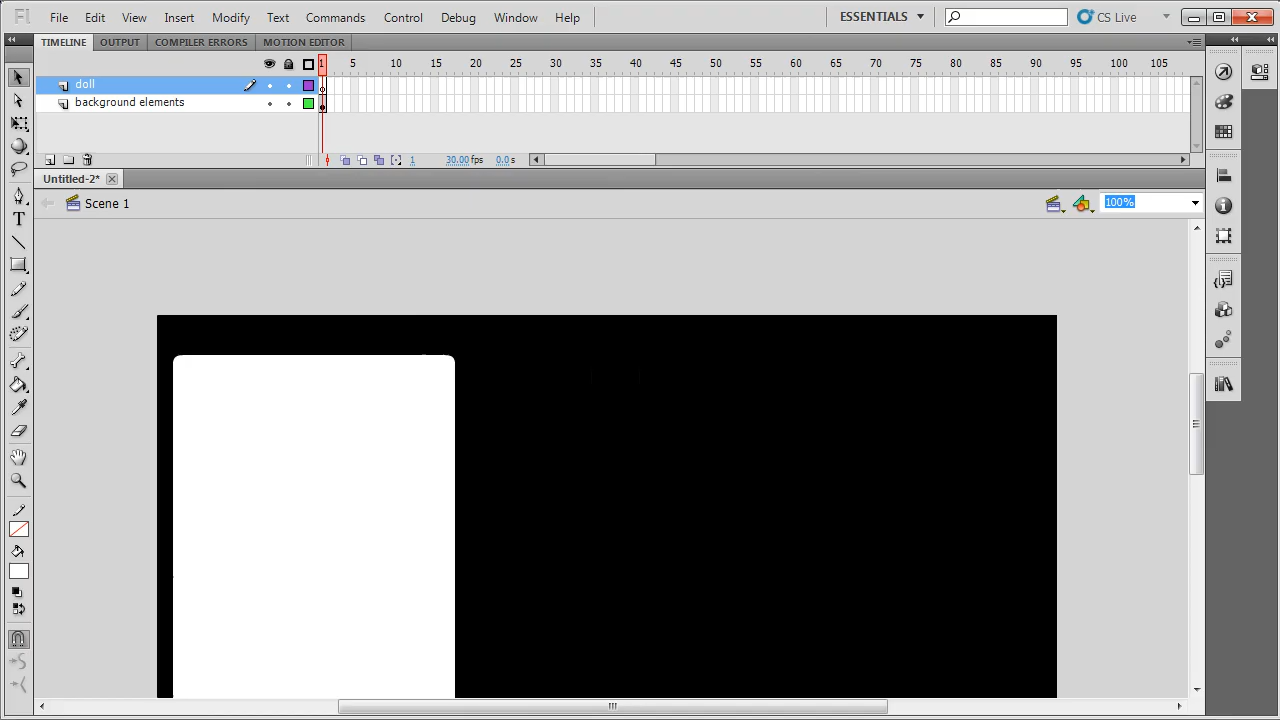 Fl File Edit View Insert Modify Text Commands Control Debug Window Help ESSENTIALS CS Live
TIMELINE OUTPUT COMPILER ERRORS MOTION EDITOR
1 5 10 15 20 25 30 35 40 45 50 55 60 65 70 75 80 85 90 95 100 105
doll
background elements
1 30.00 fps 0.0 s
Untitled-2*
Scene 1 100%
T